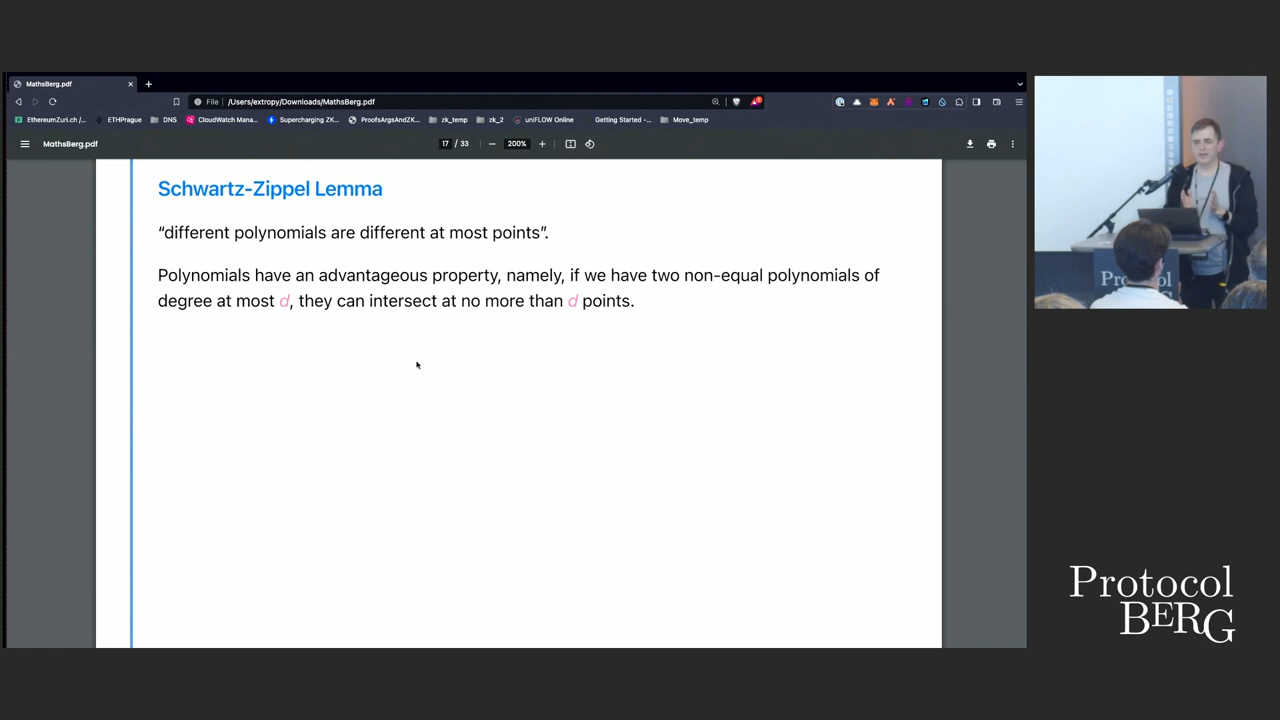 MathsBerg.pdf
File /Users/extropy/Downloads/MathsBerg.pdf
EthereumZuri.ch /... ETHPrague DNS CloudWatch Mana... Supercharging ZK... ProofsArgsAndZK... zk_temp zk_2 uniFLOW Online Getting Started -... Move_temp
MathsBerg.pdf 17 / 33 200%
Schwartz-Zippel Lemma
“different polynomials are different at most points”.
Polynomials have an advantageous property, namely, if we have two non-equal polynomials of
degree at most d, they can intersect at no more than d points.
Protocol
BERG
Protocol
BERG